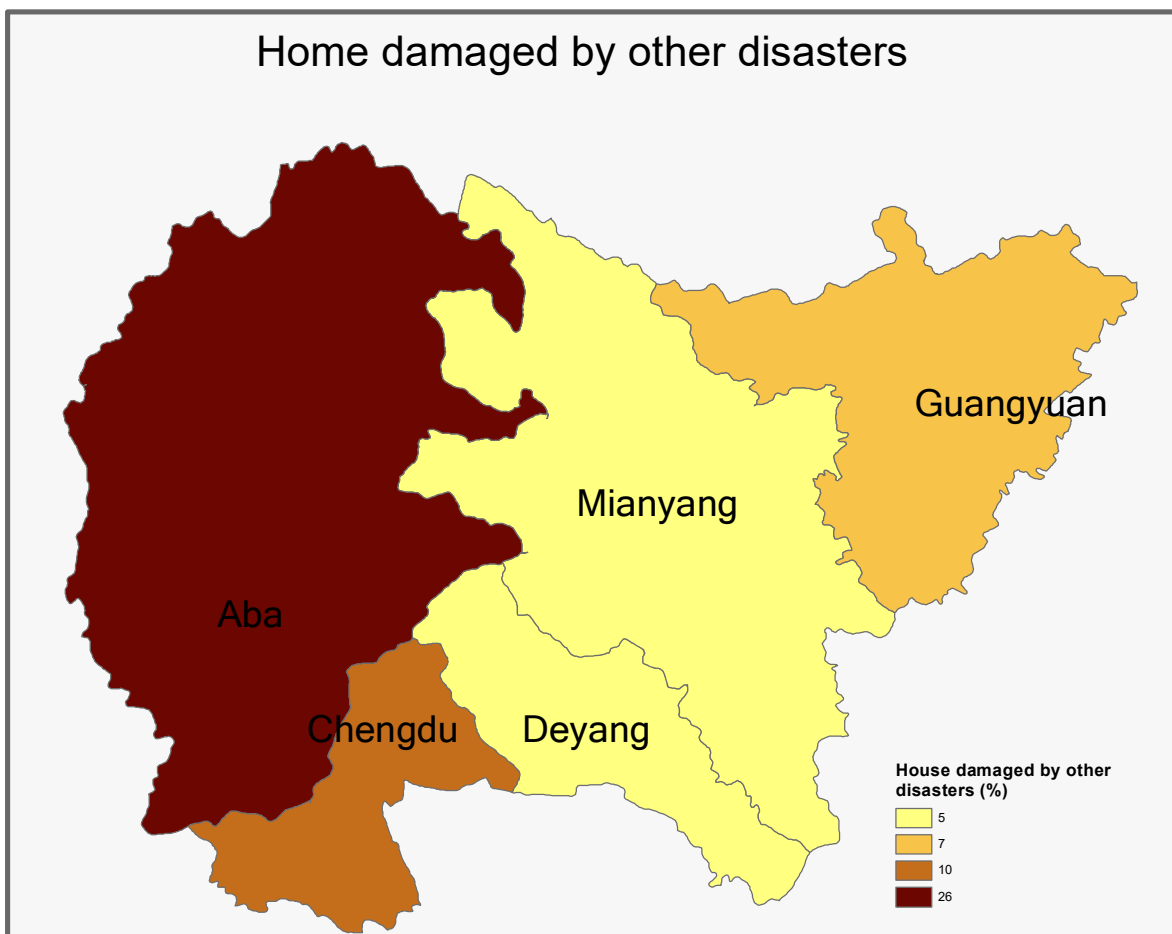 Home damaged by other disasters
Guangyuan
Mianyang
Aba
Chengdu
Deyang
House damaged by other
disasters (%)
5
7
10
26